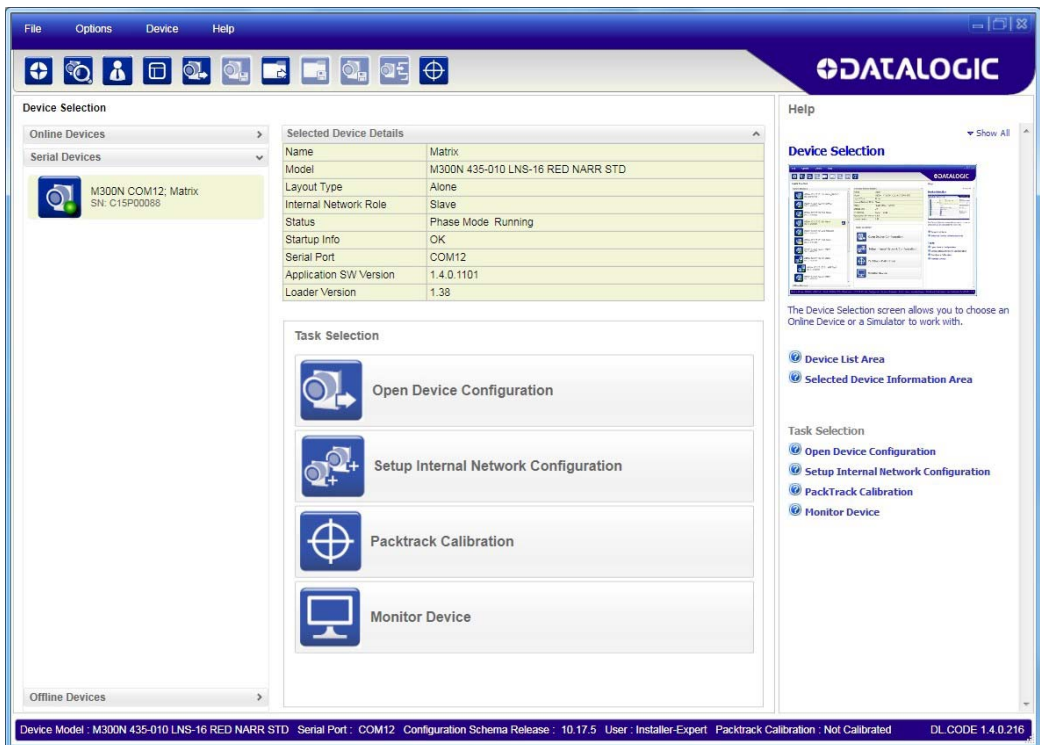 File Options Device Help
DATALOGIC
Device Selection
Online Devices
Serial Devices
M300N COM12; Matrix
SN: C15P00088
Offline Devices
Selected Device Details
Name Matrix
Model M300N 435-010 LNS-16 RED NARR STD
Layout Type Alone
Internal Network Role Slave
Status Phase Mode Running
Startup Info OK
Serial Port COM12
Application SW Version 1.4.0.1101
Loader Version 1.38
Task Selection
Open Device Configuration
Setup Internal Network Configuration
Packtrack Calibration
Monitor Device
Help
Show All
Device Selection
DATALOGIC
The Device Selection screen allows you to choose an
Online Device or a Simulator to work with.
Device List Area
Selected Device Information Area
Task Selection
Open Device Configuration
Setup Internal Network Configuration
PackTrack Calibration
Monitor Device
Device Model : M300N 435-010 LNS-16 RED NARR STD Serial Port : COM12 Configuration Schema Release : 10.17.5 User : Installer-Expert Packtrack Calibration : Not Calibrated DL.CODE 1.4.0.216